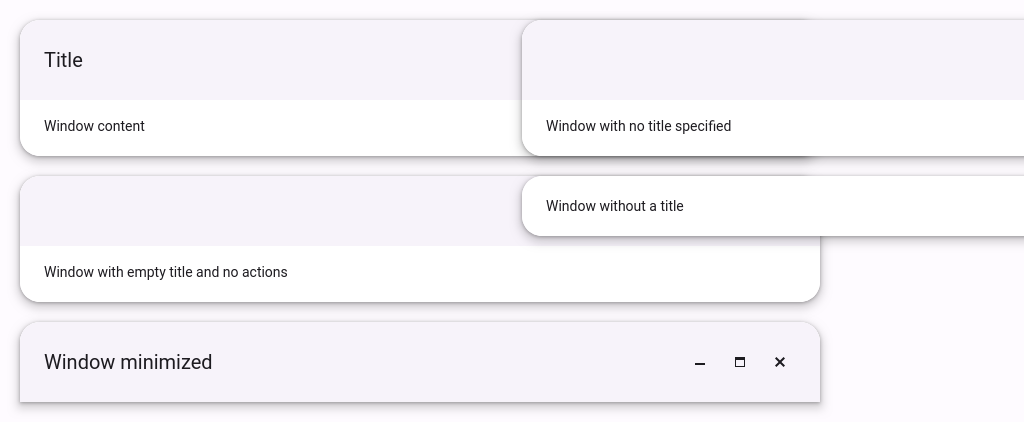 Title
Window content
Window with no title specified
Window without a title
Window with empty title and no actions
Window minimized